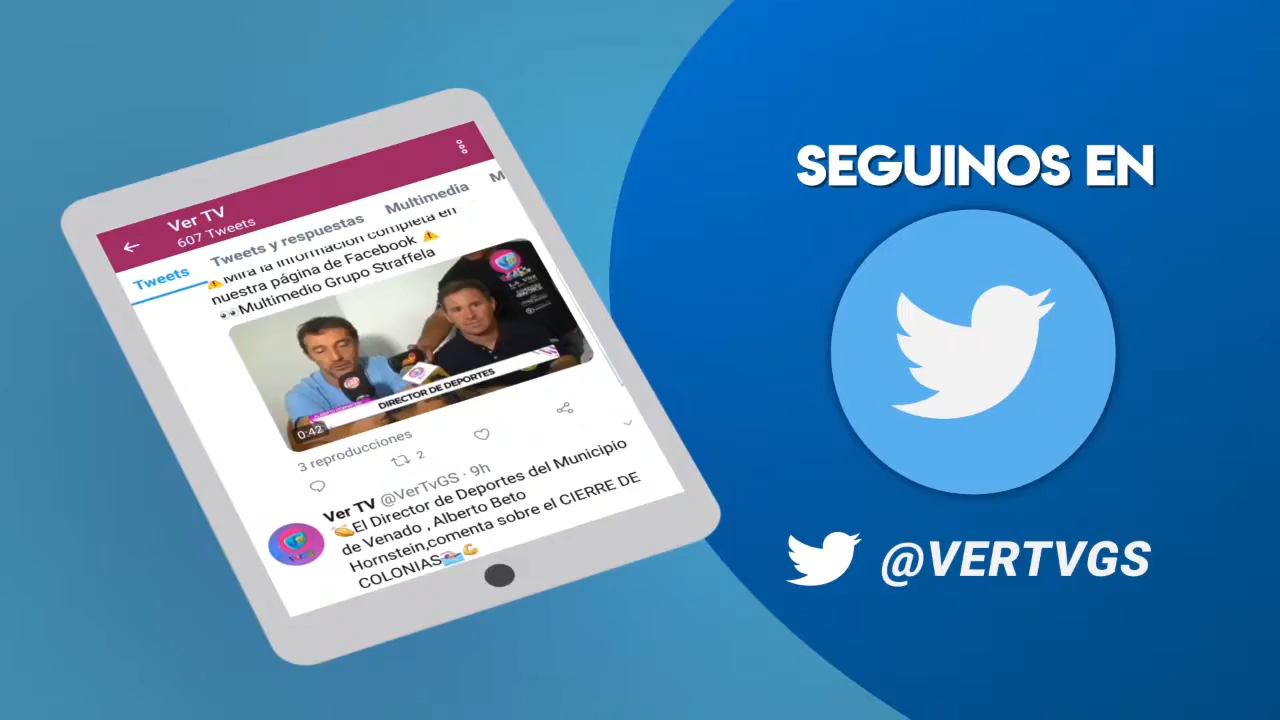 Ver TV
607 Tweets
Tweets
Tweets y respuestas
Multimedia
M
⚠️Mira la información completa en
nuestra página de Facebook ⚠️
👀Multimedio Grupo Straffela
DIRECTOR DE DEPORTES
0:42
3 reproducciones
2
Ver TV @VerTvGS · 9h
👏El Director de Deportes del Municipio
de Venado , Alberto Beto
Hornstein,comenta sobre el CIERRE DE
COLONIAS🏊💪
SEGUINOS EN
@VERTVGS